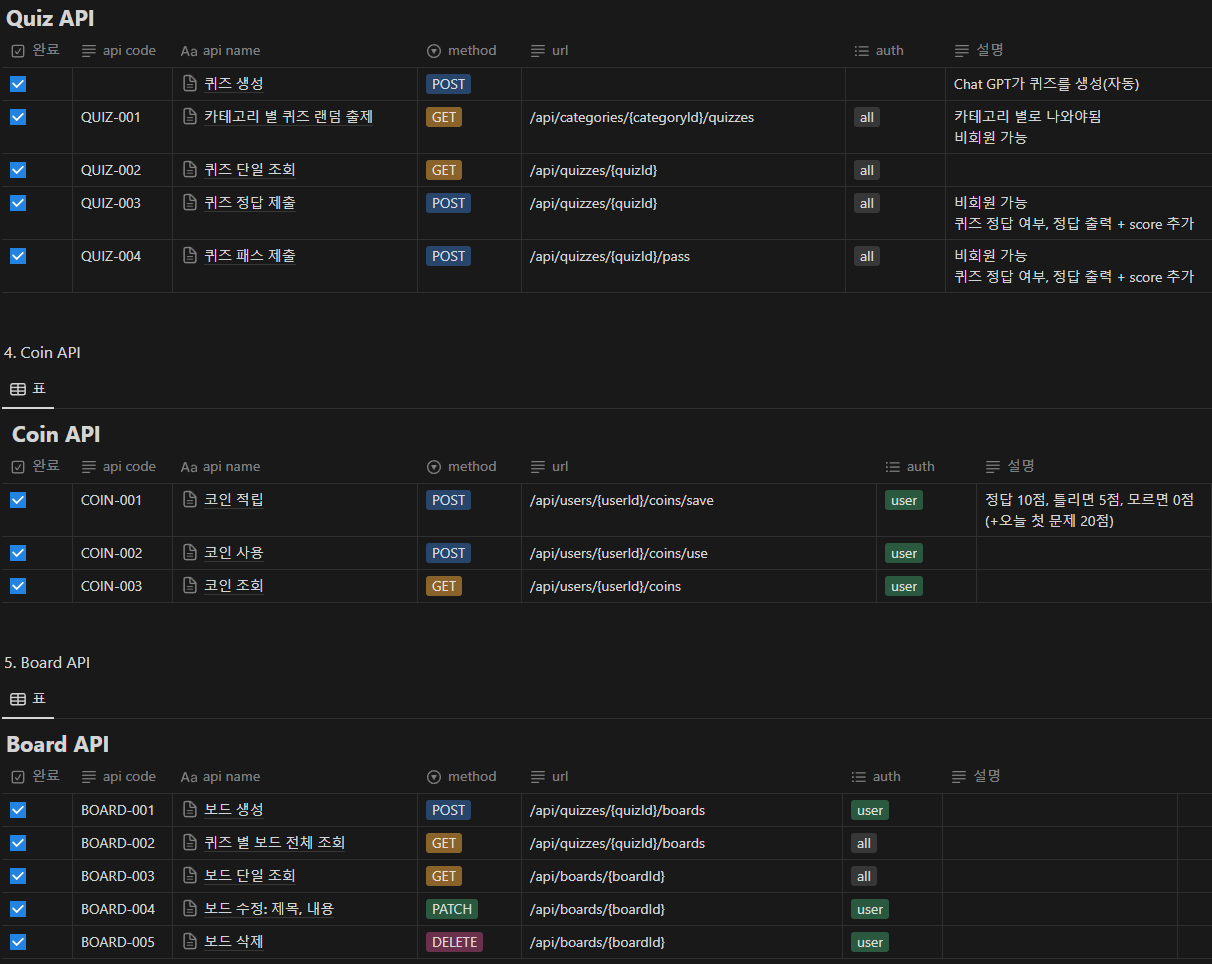 Quiz API
완료 api code Aa api name method url auth 설명
퀴즈 생성 POST Chat GPT가 퀴즈를 생성(자동)
QUIZ-001 카테고리 별 퀴즈 랜덤 출제 GET /api/categories/{categoryId}/quizzes all 카테고리 별로 나와야됨
비회원 가능
QUIZ-002 퀴즈 단일 조회 GET /api/quizzes/{quizId} all
QUIZ-003 퀴즈 정답 제출 POST /api/quizzes/{quizId} all 비회원 가능
퀴즈 정답 여부, 정답 출력 + score 추가
QUIZ-004 퀴즈 패스 제출 POST /api/quizzes/{quizId}/pass all 비회원 가능
퀴즈 정답 여부, 정답 출력 + score 추가
4. Coin API
표
Coin API
완료 api code Aa api name method url auth 설명
COIN-001 코인 적립 POST /api/users/{userId}/coins/save user 정답 10점, 틀리면 5점, 모르면 0점
(+오늘 첫 문제 20점)
COIN-002 코인 사용 POST /api/users/{userId}/coins/use user
COIN-003 코인 조회 GET /api/users/{userId}/coins user
5. Board API
표
Board API
완료 api code Aa api name method url auth 설명
BOARD-001 보드 생성 POST /api/quizzes/{quizId}/boards user
BOARD-002 퀴즈 별 보드 전체 조회 GET /api/quizzes/{quizId}/boards all
BOARD-003 보드 단일 조회 GET /api/boards/{boardId} all
BOARD-004 보드 수정: 제목, 내용 PATCH /api/boards/{boardId} user
BOARD-005 보드 삭제 DELETE /api/boards/{boardId} user